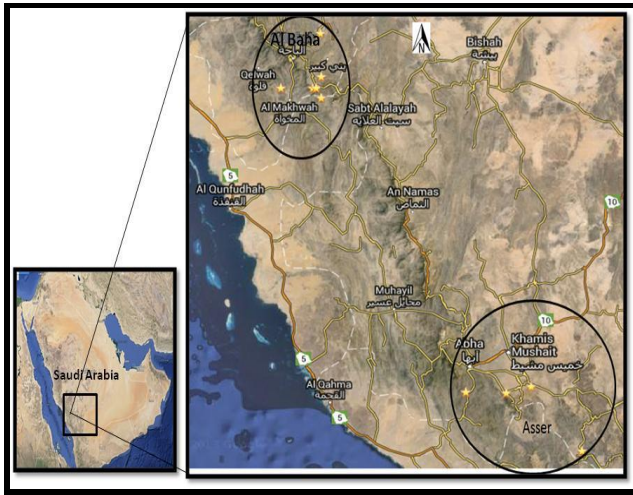 Al Baha
الباحة
N
Bishah
بيشة
بني كبير
Qelwah
قلوة
Al Makhwah
المخواة
Sabt Alalayah
سبت العلايه
5
Al Qunfudhah
القنفذة
An Namas
النماص
10
Muhayil
محايل عسير
10
Abha
أبها
Khamis
Mushait
خميس مشيط
5
Al Qahma
القحمة
5
Asser
Saudi Arabia